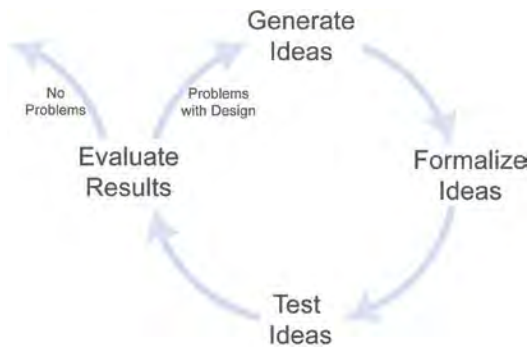 Generate
Ideas
No
Problems
Problems
with Design
Evaluate
Results
Formalize
Ideas
Test
Ideas